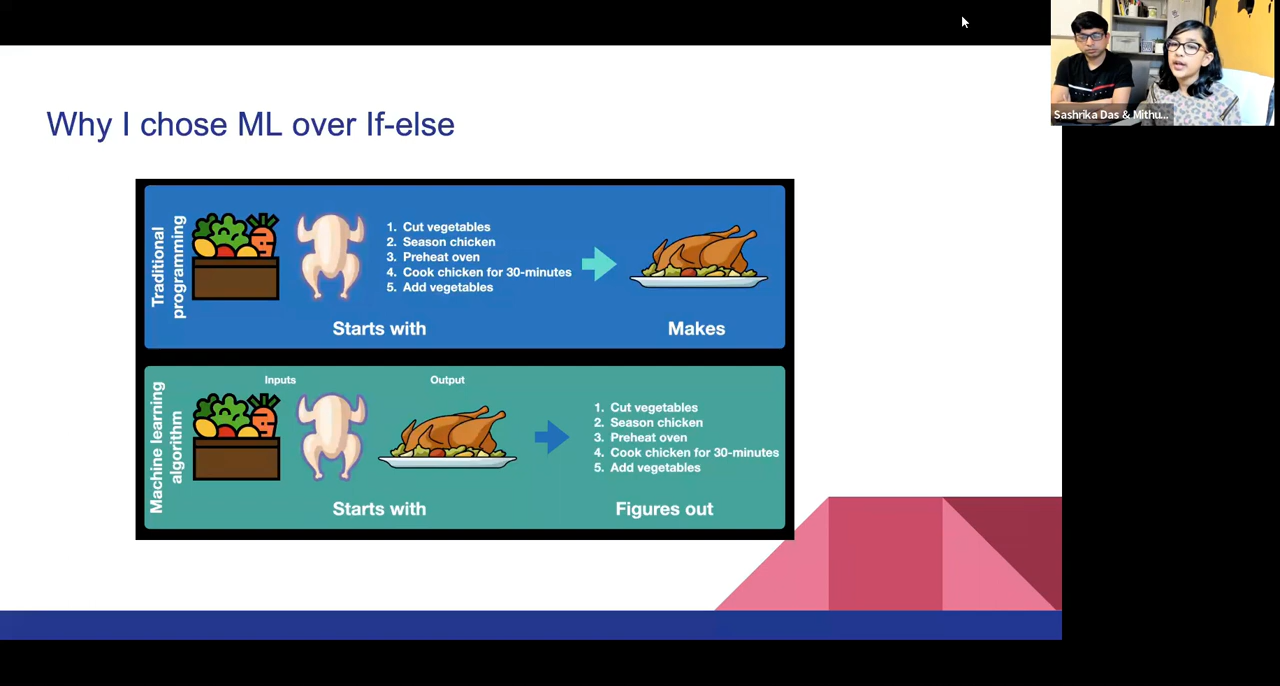 Sashrika Das & Mithu...
Why I chose ML over If-else
Traditional
programming
1. Cut vegetables
2. Season chicken
3. Preheat oven
4. Cook chicken for 30-minutes
5. Add vegetables
Starts with
Makes
Machine learning
algorithm
Inputs
Output
1. Cut vegetables
2. Season chicken
3. Preheat oven
4. Cook chicken for 30-minutes
5. Add vegetables
Starts with
Figures out